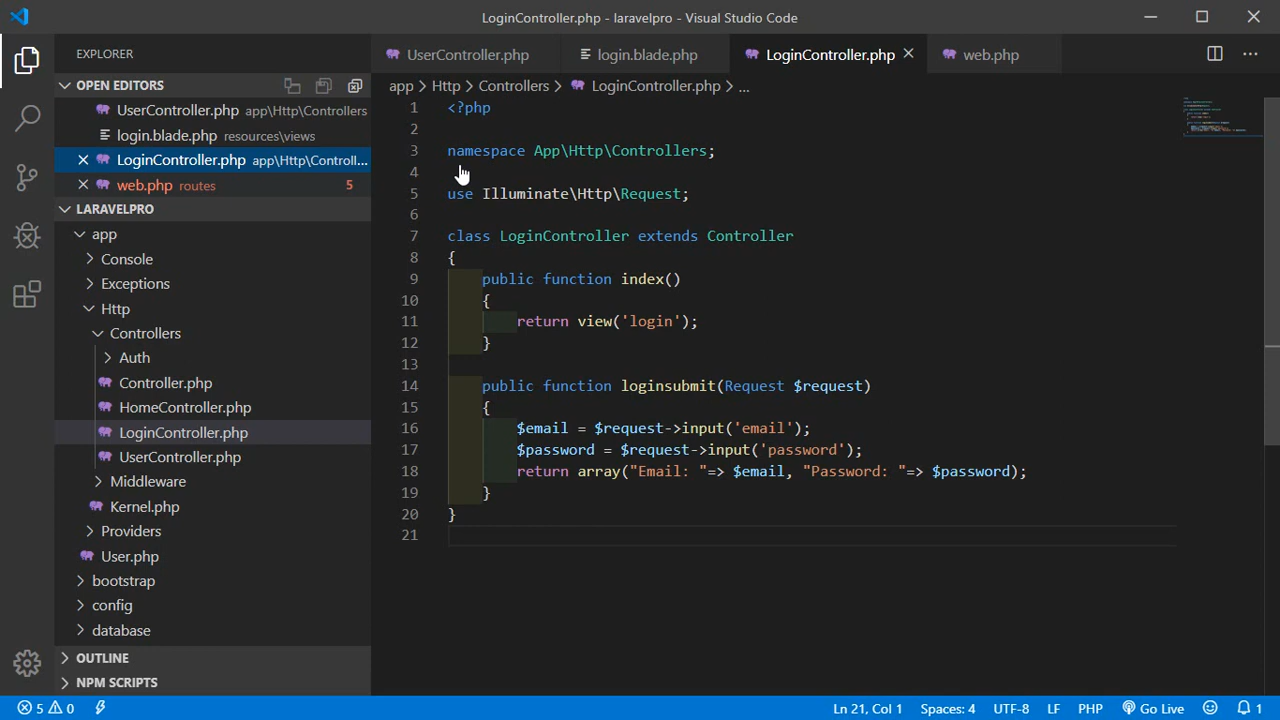 LoginController.php - laravelpro - Visual Studio Code
EXPLORER
OPEN EDITORS
UserController.php app\Http\Controllers
login.blade.php resources\views
LoginController.php app\Http\Controll...
web.php routes 5
LARAVELPRO
app
Console
Exceptions
Http
Controllers
Auth
Controller.php
HomeController.php
LoginController.php
UserController.php
Middleware
Kernel.php
Providers
User.php
bootstrap
config
database
OUTLINE
NPM SCRIPTS
UserController.php login.blade.php LoginController.php web.php
app > Http > Controllers > LoginController.php > ...
1 <?php
2
3 namespace App\Http\Controllers;
4
5 use Illuminate\Http\Request;
6
7 class LoginController extends Controller
8 {
9 public function index()
10 {
11 return view('login');
12 }
13
14 public function loginsubmit(Request $request)
15 {
16 $email = $request->input('email');
17 $password = $request->input('password');
18 return array("Email: "=> $email, "Password: "=> $password);
19 }
20 }
21
5 0 Ln 21, Col 1 Spaces: 4 UTF-8 LF PHP Go Live 1